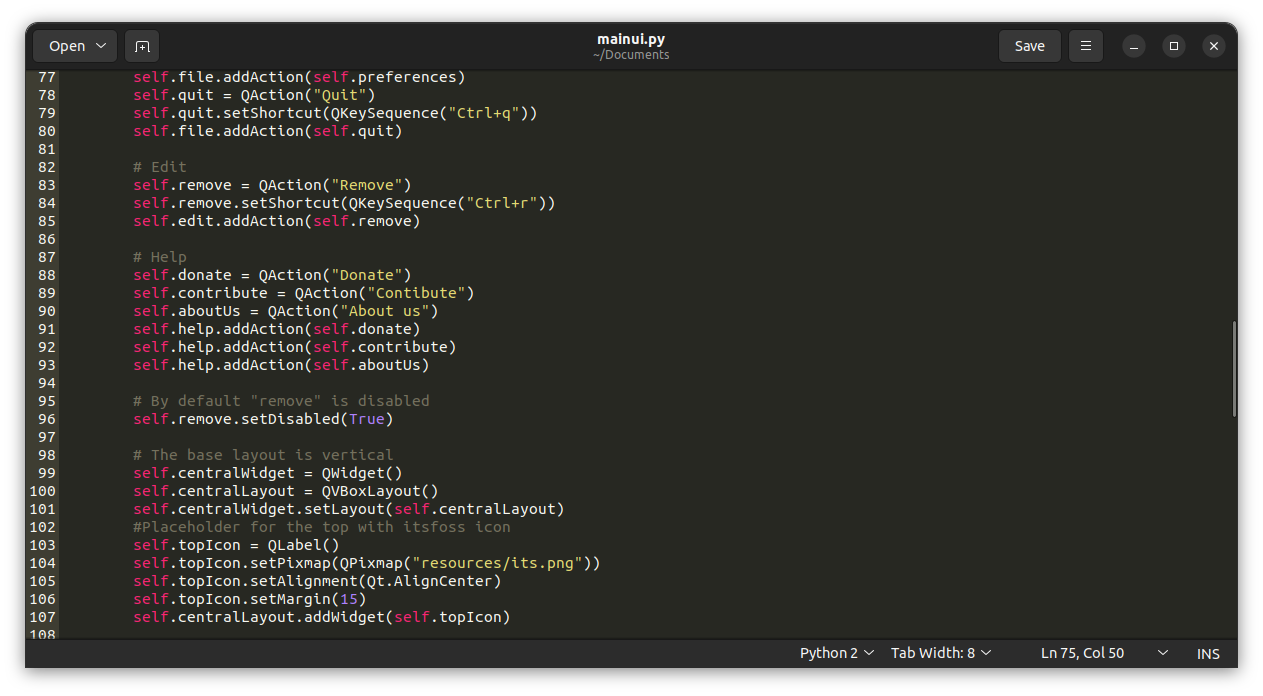 Open
mainui.py
~/Documents
Save
77 self.file.addAction(self.preferences)
78 self.quit = QAction("Quit")
79 self.quit.setShortcut(QKeySequence("Ctrl+q"))
80 self.file.addAction(self.quit)
81
82 # Edit
83 self.remove = QAction("Remove")
84 self.remove.setShortcut(QKeySequence("Ctrl+r"))
85 self.edit.addAction(self.remove)
86
87 # Help
88 self.donate = QAction("Donate")
89 self.contribute = QAction("Contibute")
90 self.aboutUs = QAction("About us")
91 self.help.addAction(self.donate)
92 self.help.addAction(self.contribute)
93 self.help.addAction(self.aboutUs)
94
95 # By default "remove" is disabled
96 self.remove.setDisabled(True)
97
98 # The base layout is vertical
99 self.centralWidget = QWidget()
100 self.centralLayout = QVBoxLayout()
101 self.centralWidget.setLayout(self.centralLayout)
102 #Placeholder for the top with itsfoss icon
103 self.topIcon = QLabel()
104 self.topIcon.setPixmap(QPixmap("resources/its.png"))
105 self.topIcon.setAlignment(Qt.AlignCenter)
106 self.topIcon.setMargin(15)
107 self.centralLayout.addWidget(self.topIcon)
108
Python 2 Tab Width: 8 Ln 75, Col 50 INS